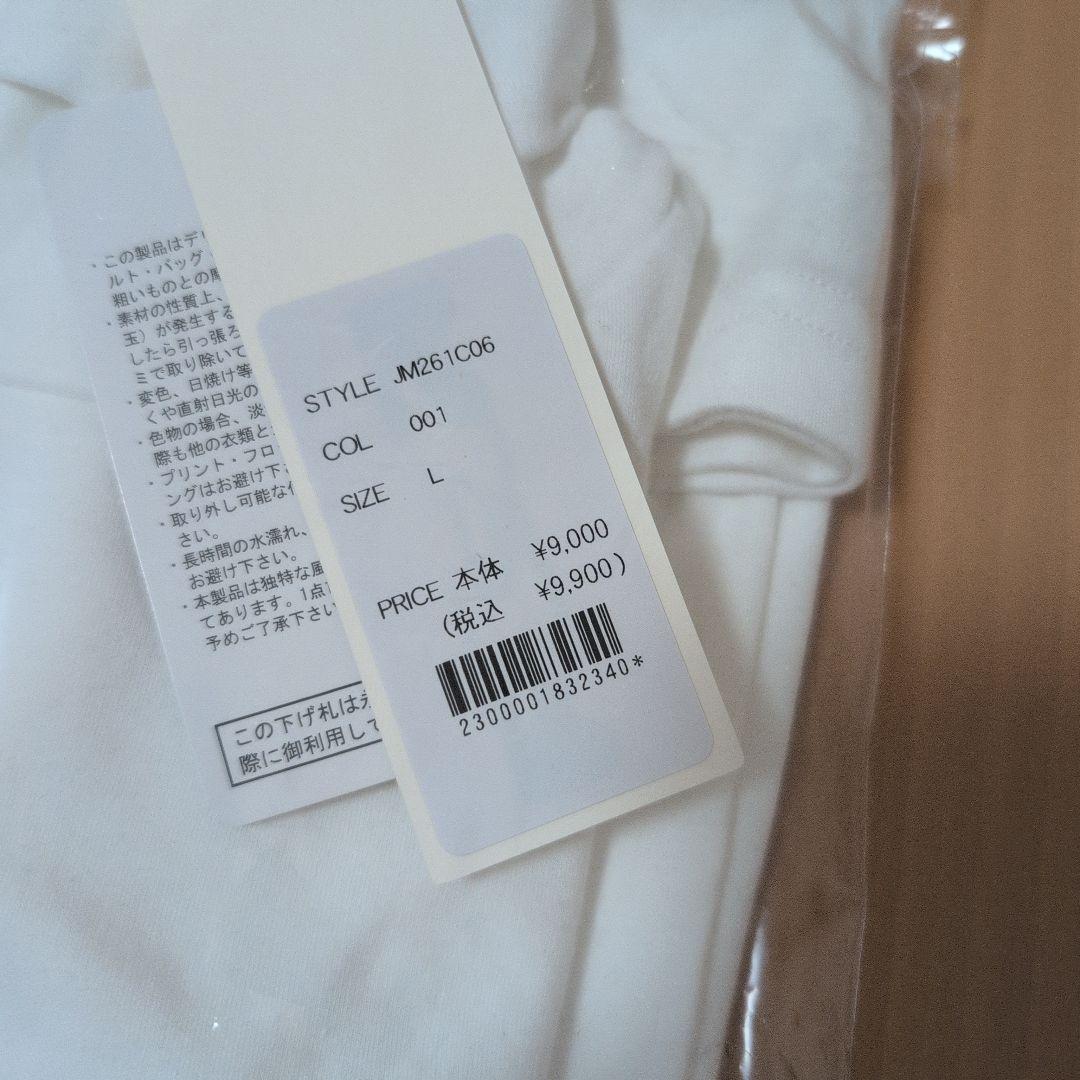 ・この製品はデ
ルト・バッグ
粗いものとの
・素材の性質上、
玉）が発生する
したら引っ張ろ
ミで取り除いて
・変色、日焼け等
くや直射日光の
・色物の場合、淡
際も他の衣類と
・プリント・フロ
ングはお避け下
・取り外し可能な
さい。
・長時間の水濡れ、
お避け下さい。
・本製品は独特な風
てあります。1点
予めご了承下さい
この下げ札は
際に御利用して
STYLE JM261C06
COL 001
SIZE L
PRICE 本体 ¥9,000
(税込 ¥9,900)
2300001832340*